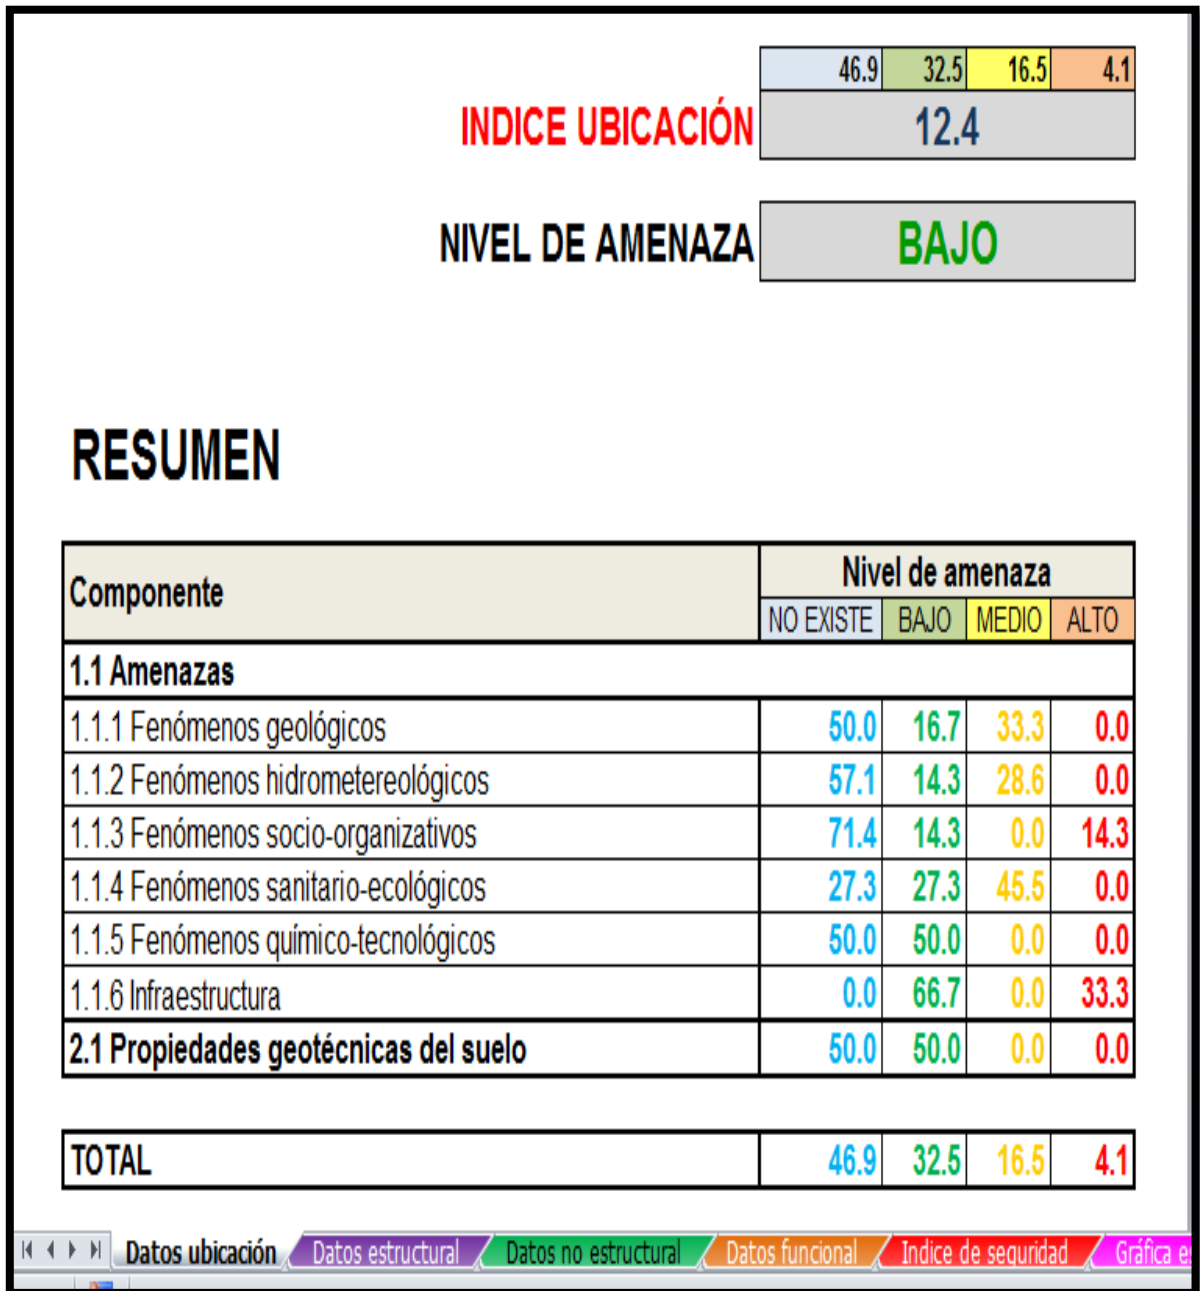 46.9 32.5 16.5 4.1
INDICE UBICACIÓN 12.4
NIVEL DE AMENAZA BAJO
RESUMEN
Componente Nivel de amenaza
NO EXISTE BAJO MEDIO ALTO
1.1 Amenazas
1.1.1 Fenómenos geológicos 50.0 16.7 33.3 0.0
1.1.2 Fenómenos hidrometereológicos 57.1 14.3 28.6 0.0
1.1.3 Fenómenos socio-organizativos 71.4 14.3 0.0 14.3
1.1.4 Fenómenos sanitario-ecológicos 27.3 27.3 45.5 0.0
1.1.5 Fenómenos químico-tecnológicos 50.0 50.0 0.0 0.0
1.1.6 Infraestructura 0.0 66.7 0.0 33.3
2.1 Propiedades geotécnicas del suelo 50.0 50.0 0.0 0.0
TOTAL 46.9 32.5 16.5 4.1
Datos ubicación Datos estructural Datos no estructural Datos funcional Indice de seguridad Gráfica